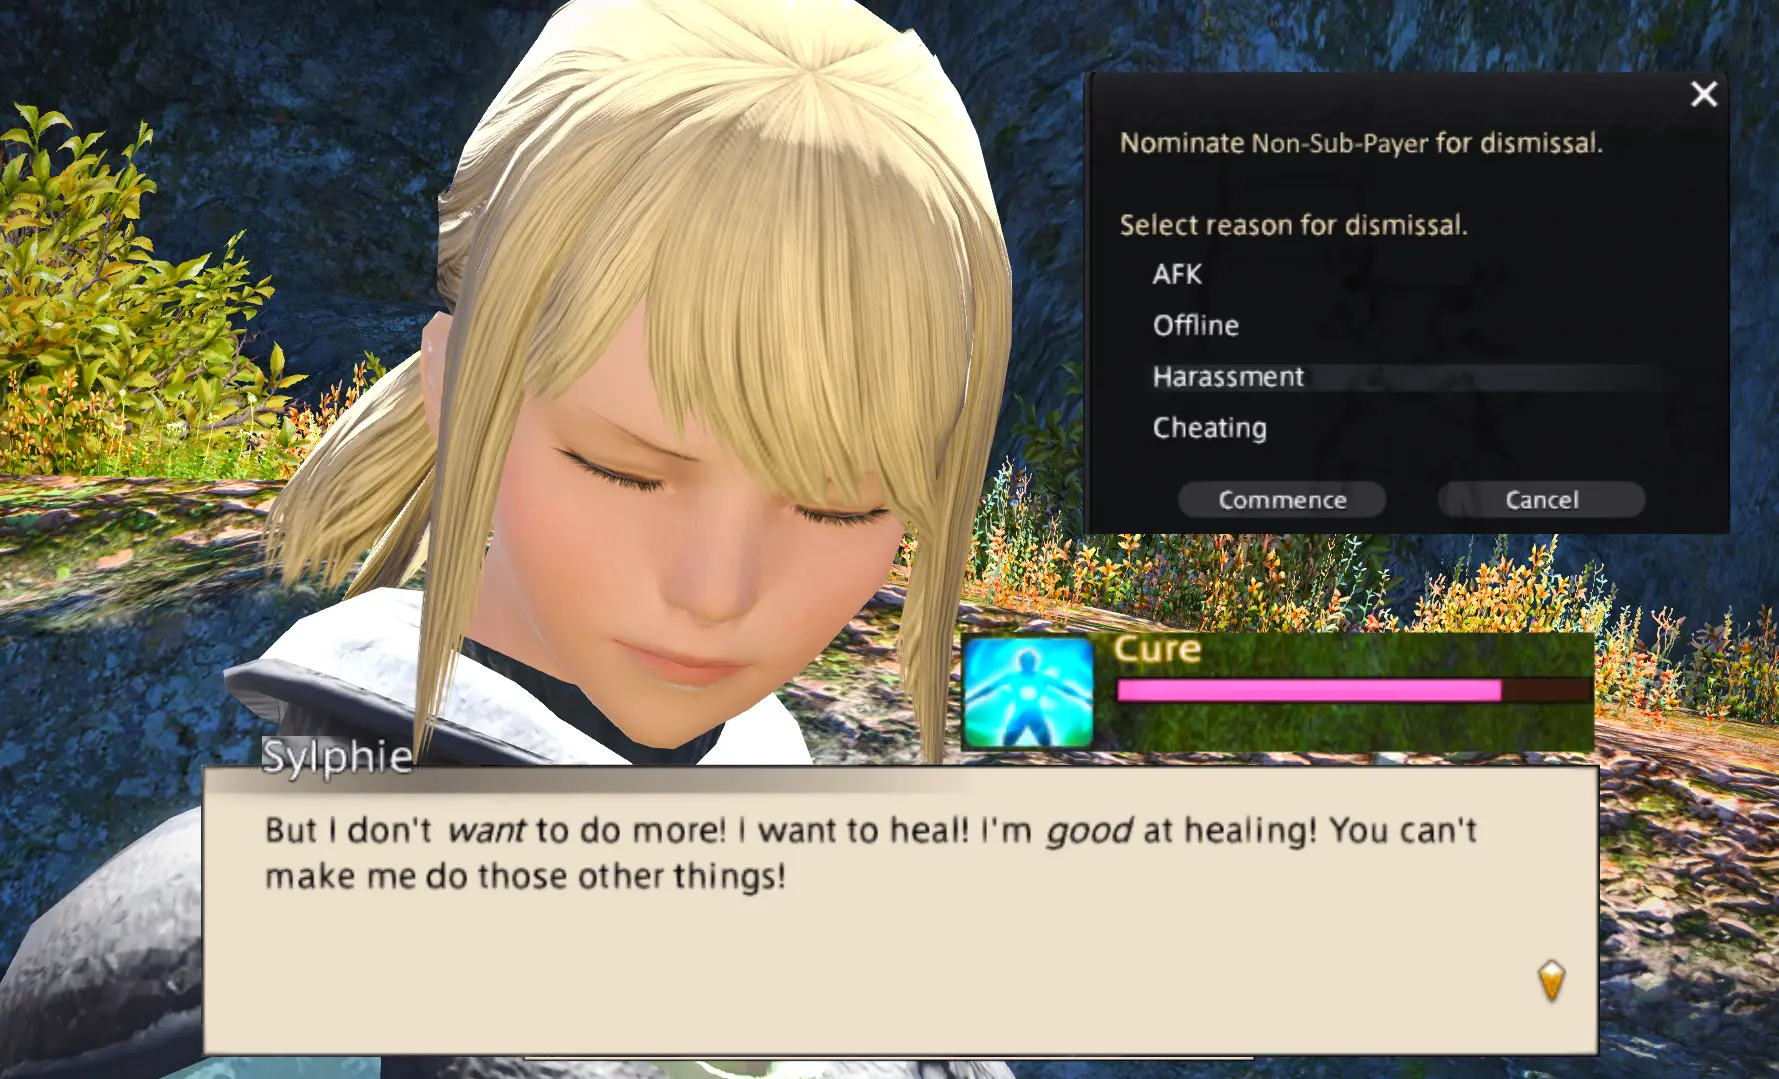 Nominate Non-Sub-Payer for dismissal.
Select reason for dismissal.
AFK
Offline
Harassment
Cheating
Commence
Cancel
Cure
Sylphie
But I don't want to do more! I want to heal! I'm good at healing! You can't
make me do those other things!